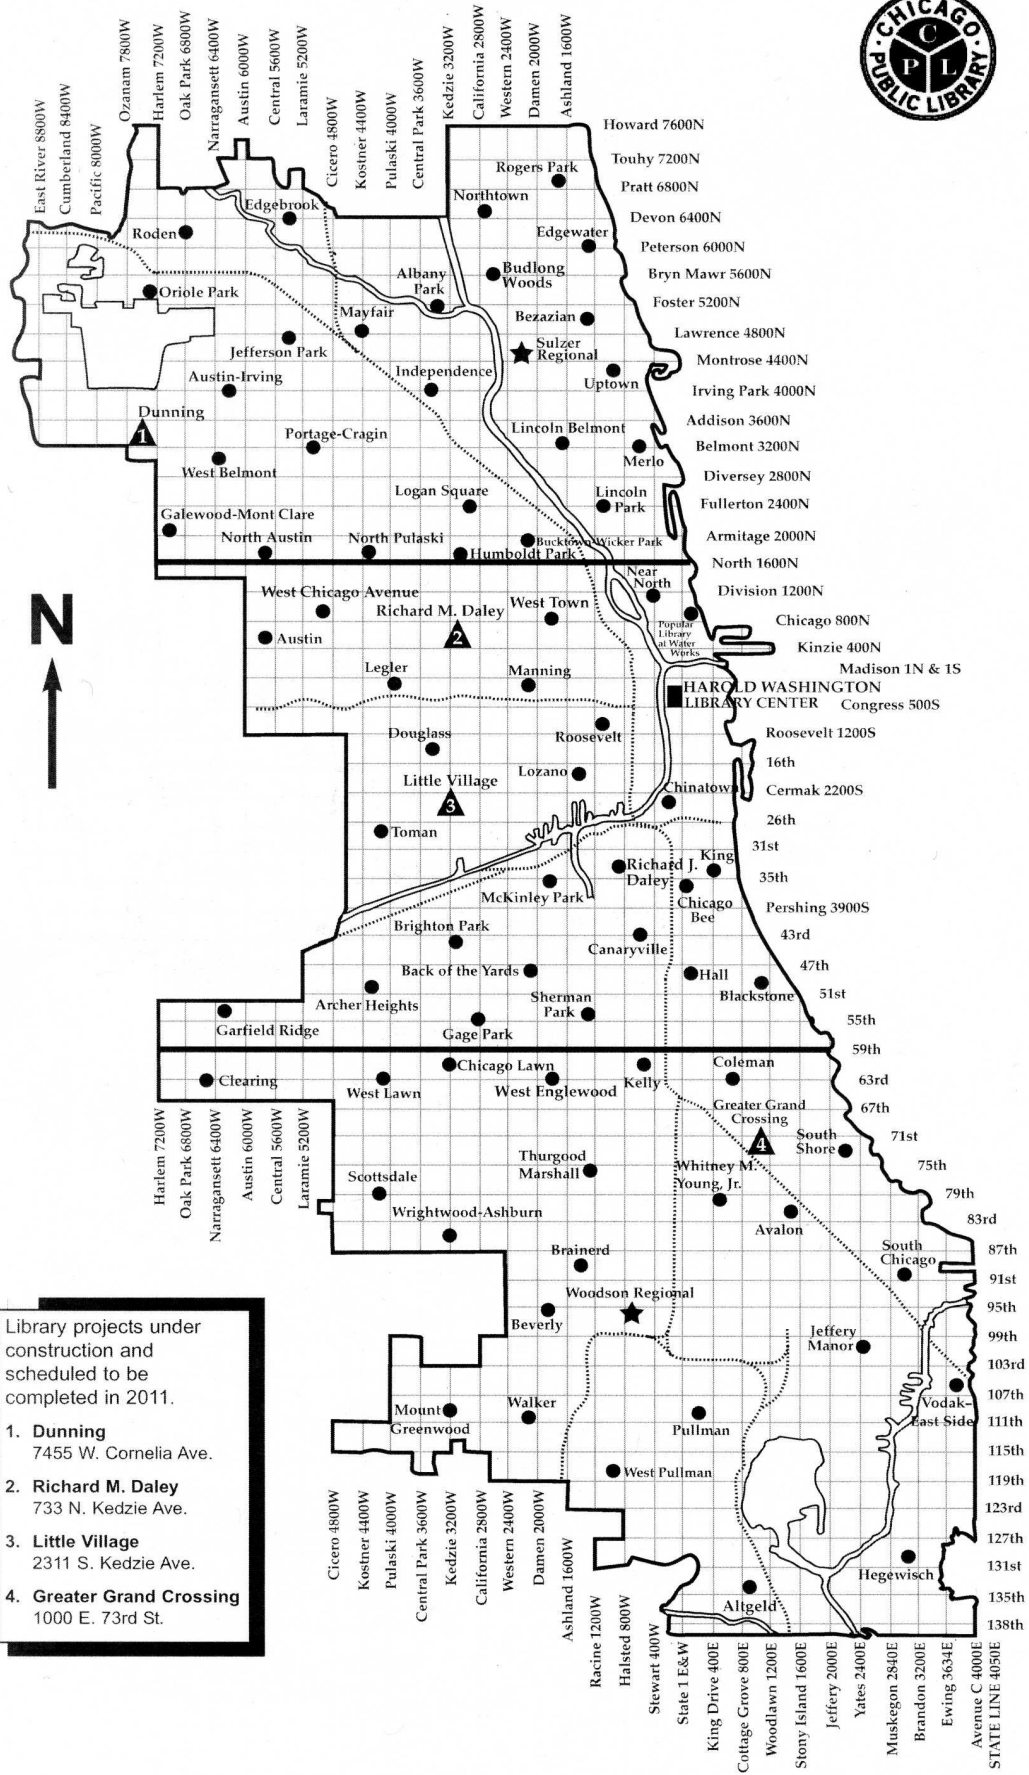 CHICAGO
PUBLIC LIBRARY
C
P L
East River 8800W
Cumberland 8400W
Pacific 8000W
Ozanam 7800W
Harlem 7200W
Oak Park 6800W
Narragansett 6400W
Austin 6000W
Central 5600W
Laramie 5200W
Cicero 4800W
Kostner 4400W
Pulaski 4000W
Central Park 3600W
Kedzie 3200W
California 2800W
Western 2400W
Damen 2000W
Ashland 1600W
Howard 7600N
Touhy 7200N
Pratt 6800N
Devon 6400N
Peterson 6000N
Bryn Mawr 5600N
Foster 5200N
Lawrence 4800N
Montrose 4400N
Irving Park 4000N
Addison 3600N
Belmont 3200N
Diversey 2800N
Fullerton 2400N
Armitage 2000N
North 1600N
Division 1200N
Chicago 800N
Kinzie 400N
Madison 1N & 1S
Congress 500S
Roosevelt 1200S
16th
Cermak 2200S
26th
31st
35th
Pershing 3900S
43rd
47th
51st
55th
59th
63rd
67th
71st
75th
79th
83rd
87th
91st
95th
99th
103rd
107th
111th
115th
119th
123rd
127th
131st
135th
138th
Rogers Park
Northtown
Edgebrook
Roden
Edgewater
Budlong
Woods
Albany
Park
Oriole Park
Mayfair
Bezazian
Sulzer
Regional
Jefferson Park
Independence
Uptown
Austin-Irving
Dunning
1
Portage-Cragin
Lincoln Belmont
Merlo
West Belmont
Logan Square
Lincoln
Park
Galewood-Mont Clare
North Austin
North Pulaski
Bucktown-Wicker Park
Humboldt Park
Near
North
West Chicago Avenue
Richard M. Daley
2
West Town
Austin
Popular
Library
at Water
Works
Legler
Manning
HAROLD WASHINGTON
LIBRARY CENTER
Douglass
Roosevelt
Little Village
3
Lozano
Chinatown
Toman
Richard J.
Daley
King
McKinley Park
Chicago
Bee
Brighton Park
Canaryville
Back of the Yards
Hall
Blackstone
Archer Heights
Sherman
Park
Garfield Ridge
Gage Park
Chicago Lawn
Coleman
Clearing
West Lawn
West Englewood
Kelly
Greater Grand
Crossing
4
South
Shore
Thurgood
Marshall
Whitney M.
Young, Jr.
Scottsdale
Wrightwood-Ashburn
Avalon
Brainerd
South
Chicago
Woodson Regional
Beverly
Jeffery
Manor
Mount
Greenwood
Walker
Pullman
Vodak-
East Side
West Pullman
Hegewisch
Altgeld
N
Harlem 7200W
Oak Park 6800W
Narragansett 6400W
Austin 6000W
Central 5600W
Laramie 5200W
Library projects under
construction and
scheduled to be
completed in 2011.
1. Dunning
7455 W. Cornelia Ave.
2. Richard M. Daley
733 N. Kedzie Ave.
3. Little Village
2311 S. Kedzie Ave.
4. Greater Grand Crossing
1000 E. 73rd St.
Cicero 4800W
Kostner 4400W
Pulaski 4000W
Central Park 3600W
Kedzie 3200W
California 2800W
Western 2400W
Damen 2000W
Ashland 1600W
Racine 1200W
Halsted 800W
Stewart 400W
State 1 E&W
King Drive 400E
Cottage Grove 800E
Woodlawn 1200E
Stony Island 1600E
Jeffery 2000E
Yates 2400E
Muskegon 2840E
Brandon 3200E
Ewing 3634E
Avenue C 4000E
STATE LINE 4050E